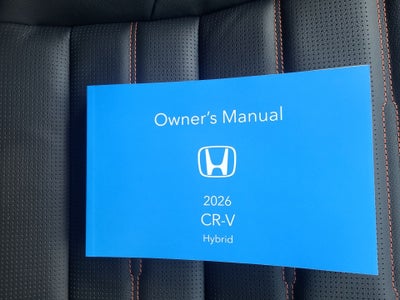 Owner's Manual
2026
CR-V
Hybrid